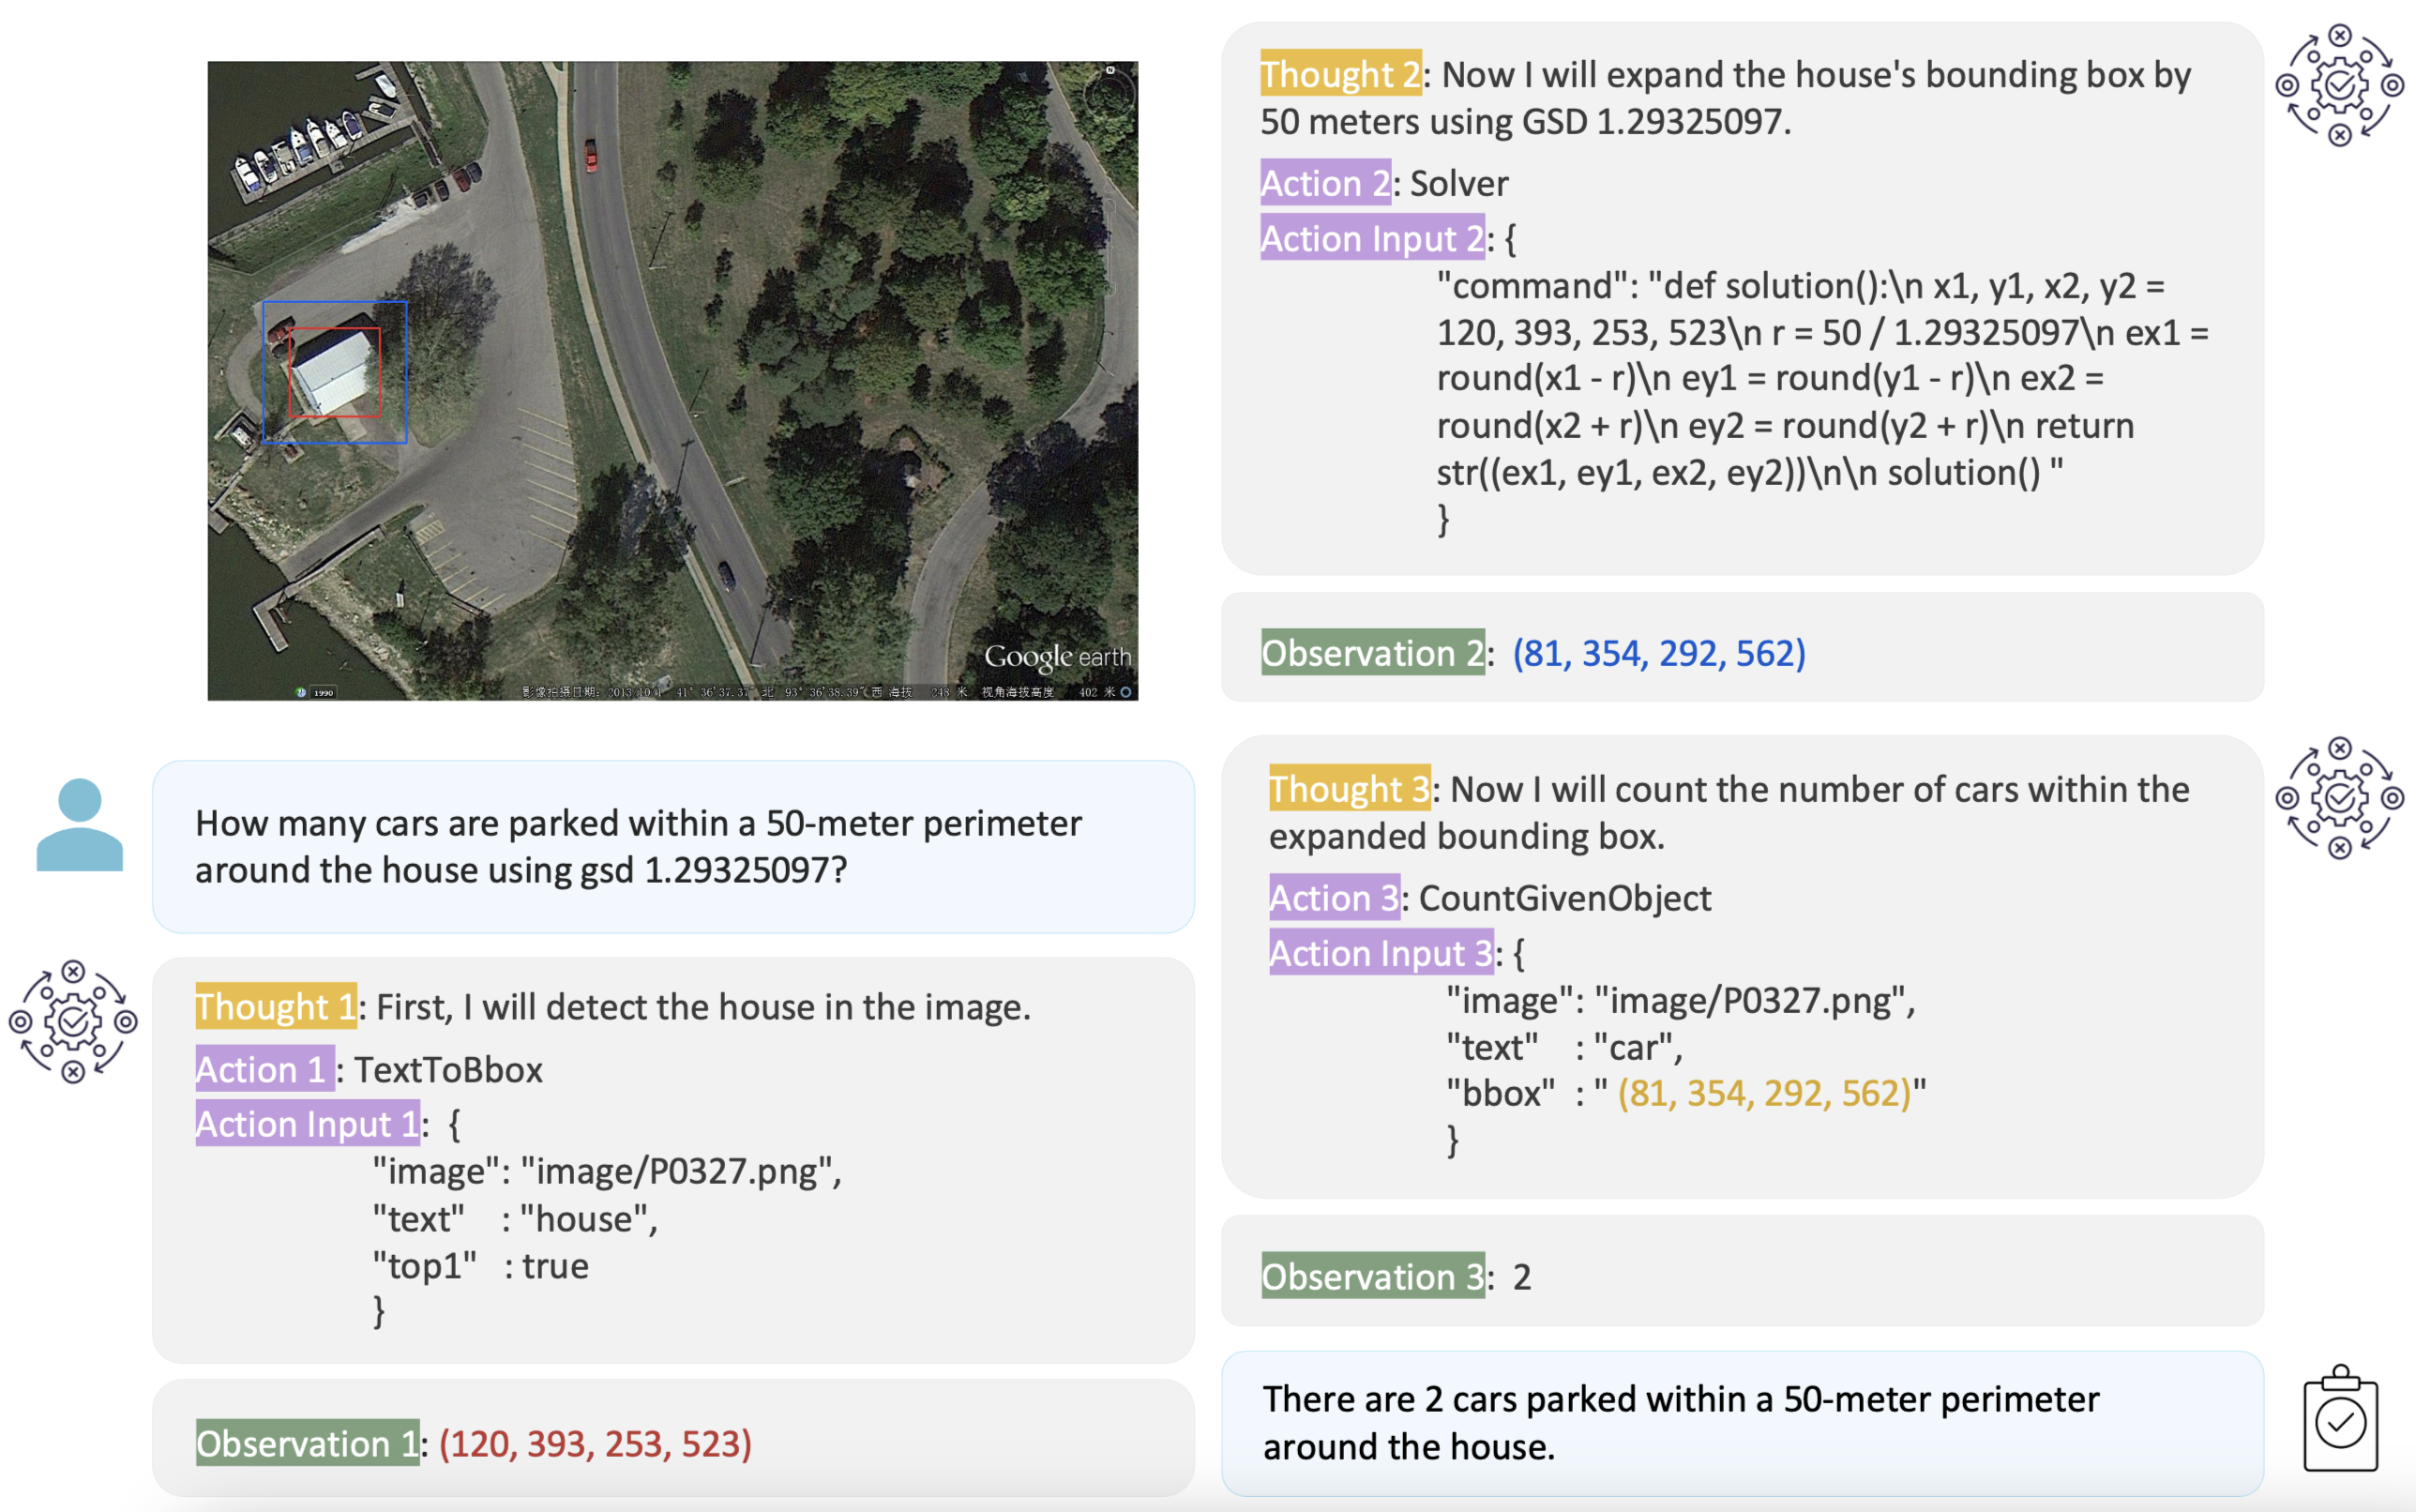 Google earth
1990
影像拍摄日期: 2013/10/1 41° 36'37.37" 北 93° 36'38.39" 西 海拔 248 米 视角海拔高度 402 米
How many cars are parked within a 50-meter perimeter
around the house using gsd 1.29325097?
Thought 1: First, I will detect the house in the image.
Action 1 : TextToBbox
Action Input 1: {
"image": "image/P0327.png",
"text" : "house",
"top1" : true
}
Observation 1: (120, 393, 253, 523)
Thought 2: Now I will expand the house's bounding box by
50 meters using GSD 1.29325097.
Action 2: Solver
Action Input 2: {
"command": "def solution():\n x1, y1, x2, y2 =
120, 393, 253, 523\n r = 50 / 1.29325097\n ex1 =
round(x1 - r)\n ey1 = round(y1 - r)\n ex2 =
round(x2 + r)\n ey2 = round(y2 + r)\n return
str((ex1, ey1, ex2, ey2))\n\n solution() "
}
Observation 2: (81, 354, 292, 562)
Thought 3: Now I will count the number of cars within the
expanded bounding box.
Action 3: CountGivenObject
Action Input 3: {
"image": "image/P0327.png",
"text" : "car",
"bbox" : " (81, 354, 292, 562)"
}
Observation 3: 2
There are 2 cars parked within a 50-meter perimeter
around the house.